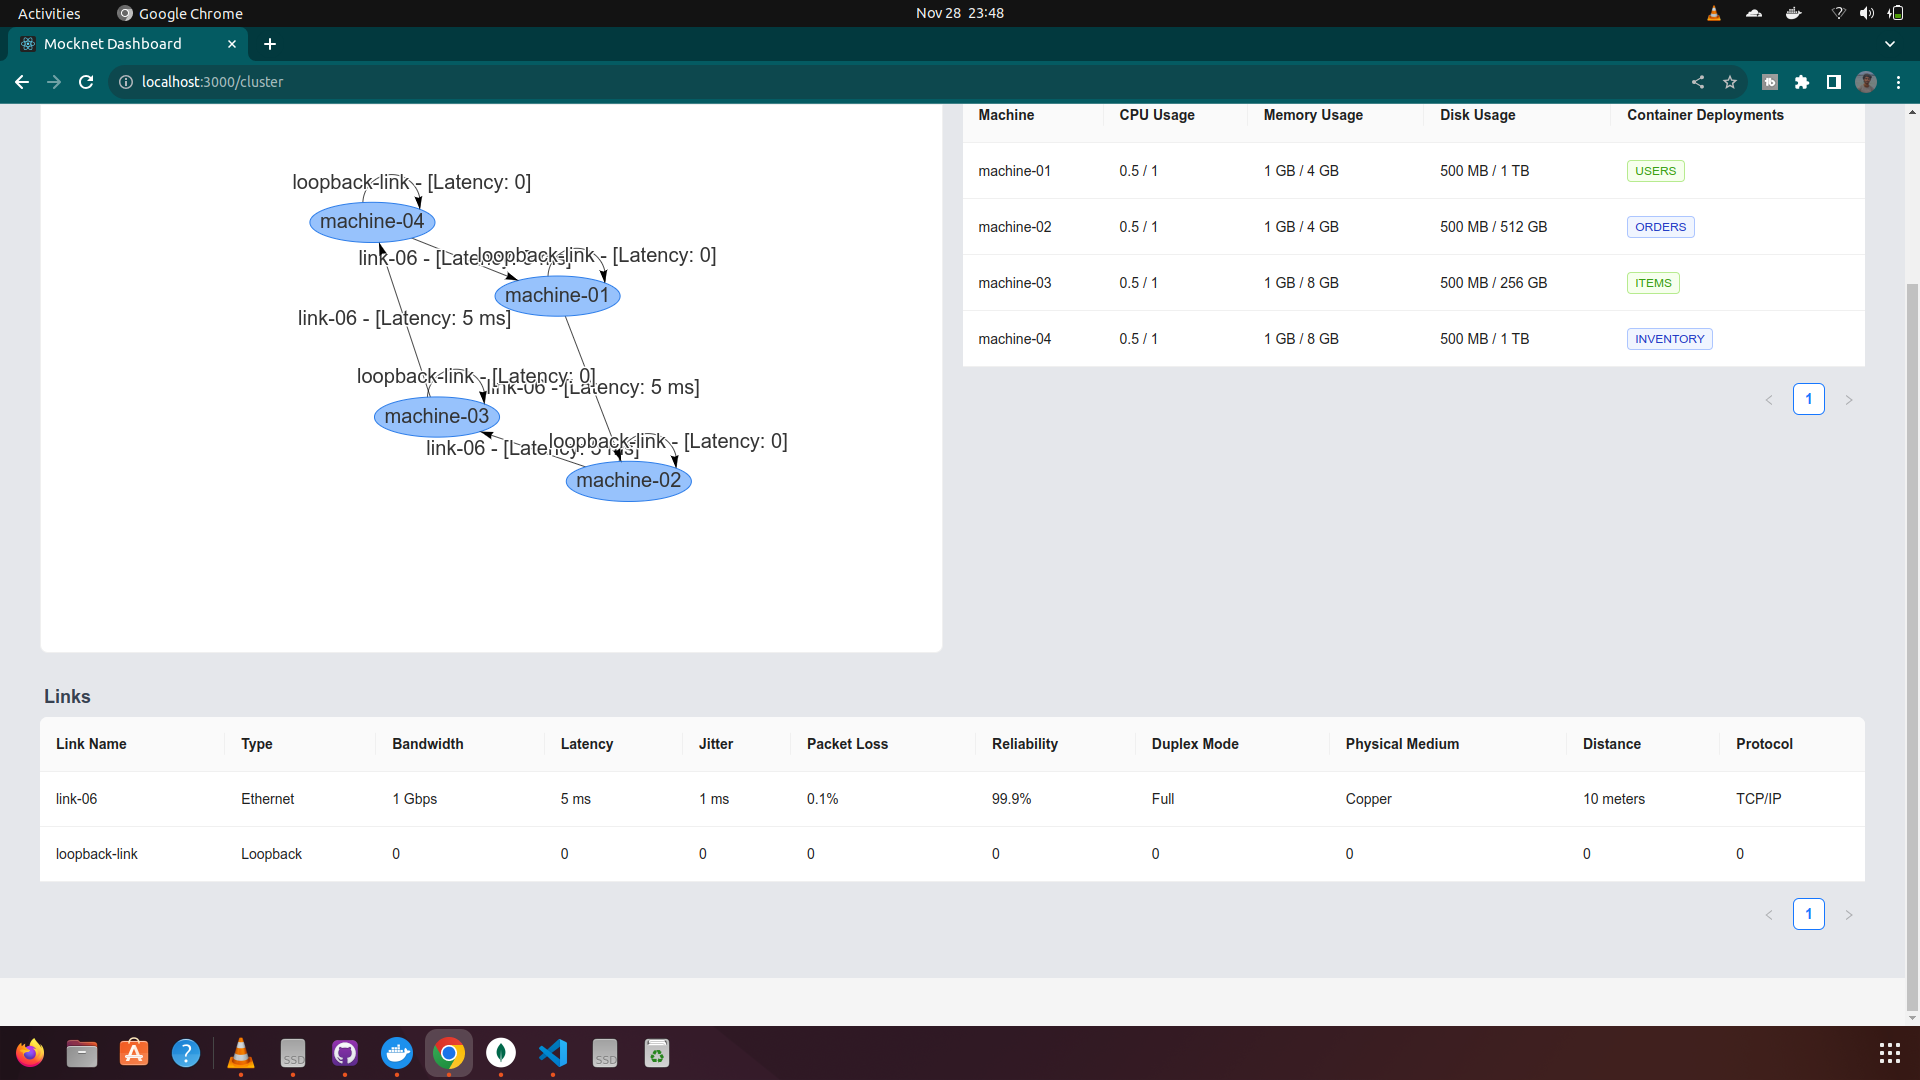 Activities
Google Chrome
Nov 28 23:48
Mocknet Dashboard
localhost:3000/cluster
loopback-link - [Latency: 0]
machine-04
link-06 - [Latency: 5 ms]
loopback-link - [Latency: 0]
machine-01
link-06 - [Latency: 5 ms]
loopback-link - [Latency: 0]
link-06 - [Latency: 5 ms]
machine-03
loopback-link - [Latency: 0]
link-06 - [Latency: 5 ms]
machine-02
Machine CPU Usage Memory Usage Disk Usage Container Deployments
machine-01 0.5 / 1 1 GB / 4 GB 500 MB / 1 TB USERS
machine-02 0.5 / 1 1 GB / 4 GB 500 MB / 512 GB ORDERS
machine-03 0.5 / 1 1 GB / 8 GB 500 MB / 256 GB ITEMS
machine-04 0.5 / 1 1 GB / 8 GB 500 MB / 1 TB INVENTORY
< 1 >
Links
Link Name Type Bandwidth Latency Jitter Packet Loss Reliability Duplex Mode Physical Medium Distance Protocol
link-06 Ethernet 1 Gbps 5 ms 1 ms 0.1% 99.9% Full Copper 10 meters TCP/IP
loopback-link Loopback 0 0 0 0 0 0 0 0 0
< 1 >
SSD
SSD